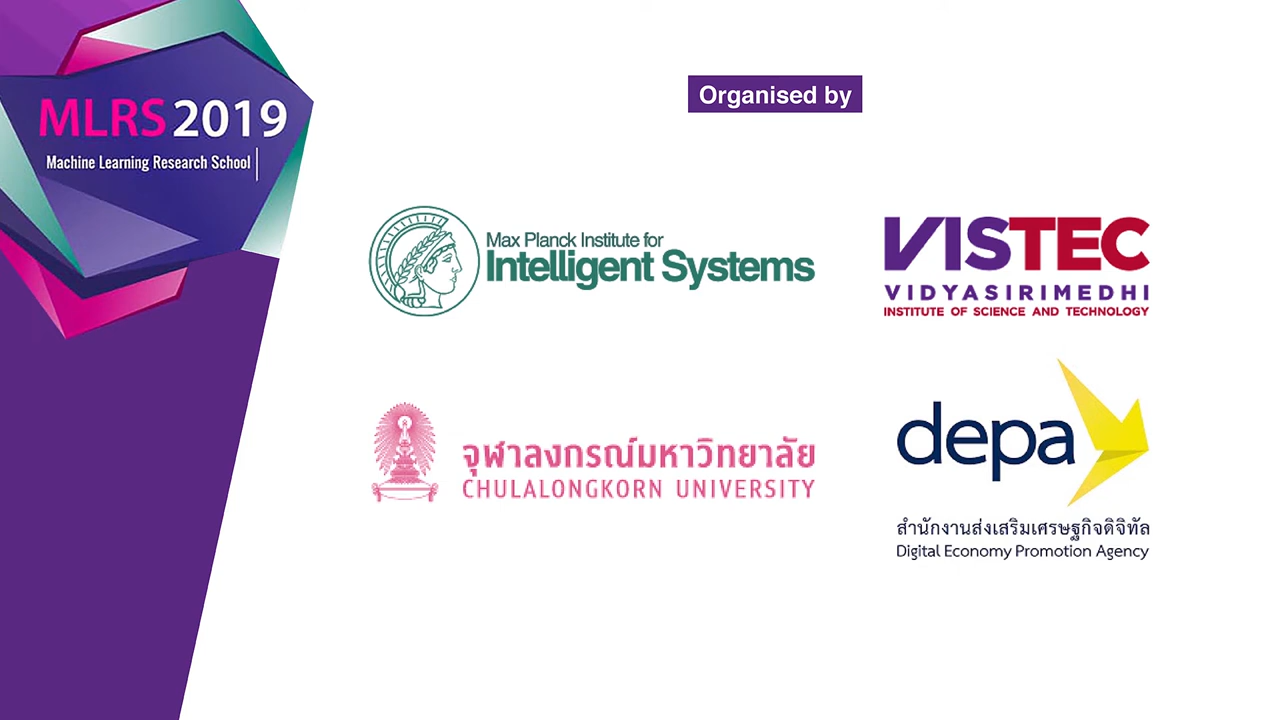 MLRS 2019
Machine Learning Research School
Organised by
Max Planck Institute for
Intelligent Systems
VISTEC
VIDYASIRIMEDHI
INSTITUTE OF SCIENCE AND TECHNOLOGY
จุฬาลงกรณ์มหาวิทยาลัย
CHULALONGKORN UNIVERSITY
depa
สำนักงานส่งเสริมเศรษฐกิจดิจิทัล
Digital Economy Promotion Agency